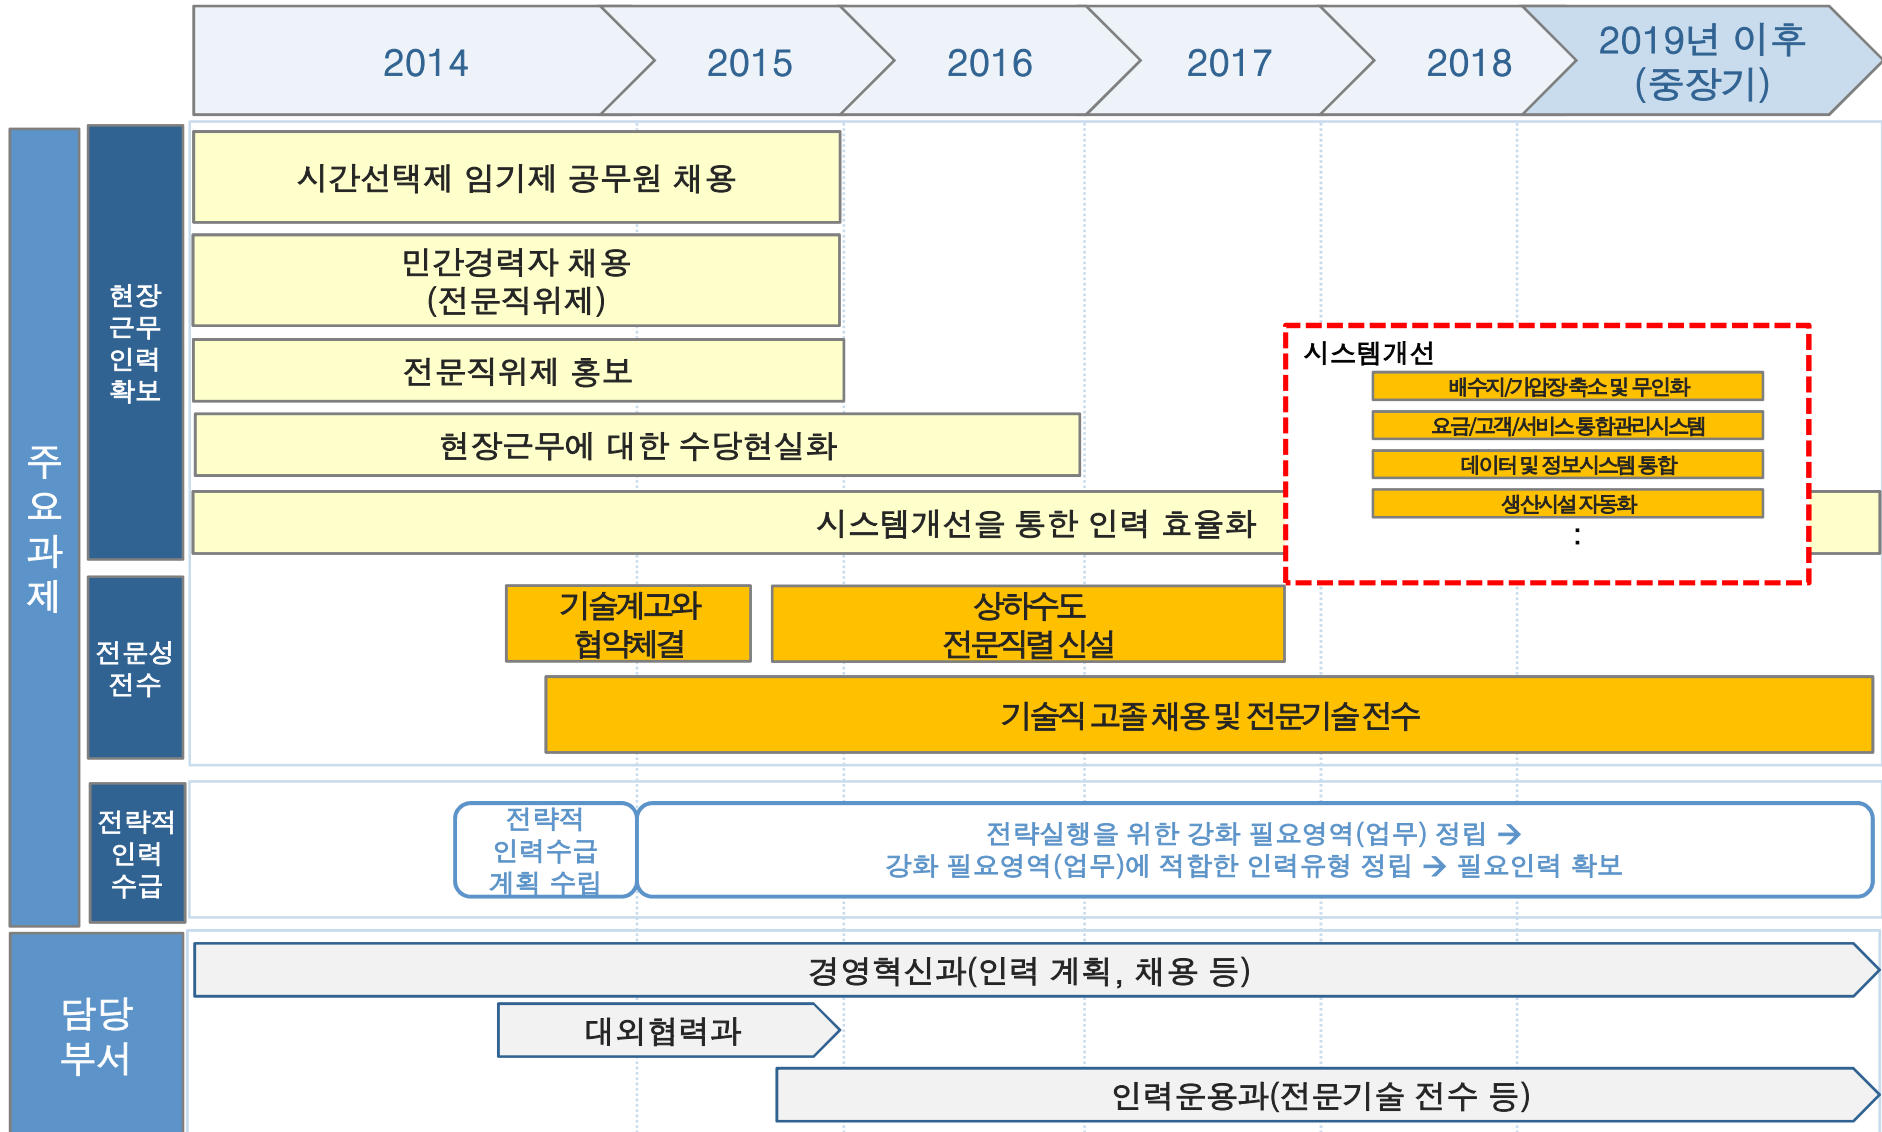 2014
2015
2016
2017
2018
2019년 이후
(중장기)
주
요
과
제
현장
근무
인력
확보
시간선택제 임기제 공무원 채용
민간경력자 채용
(전문직위제)
전문직위제 홍보
현장근무에 대한 수당현실화
시스템개선을 통한 인력 효율화
시스템개선
배수지/가압장 축소 및 무인화
요금/고객/서비스 통합관리시스템
데이터 및 정보시스템 통합
생산시설 자동화
:
전문성
전수
기술계고와
협약체결
상하수도
전문직렬 신설
기술직 고졸 채용 및 전문기술 전수
전략적
인력
수급
전략적
인력수급
계획 수립
전략실행을 위한 강화 필요영역(업무) 정립 →
강화 필요영역(업무)에 적합한 인력유형 정립 → 필요인력 확보
담당
부서
경영혁신과(인력 계획, 채용 등)
대외협력과
인력운용과(전문기술 전수 등)